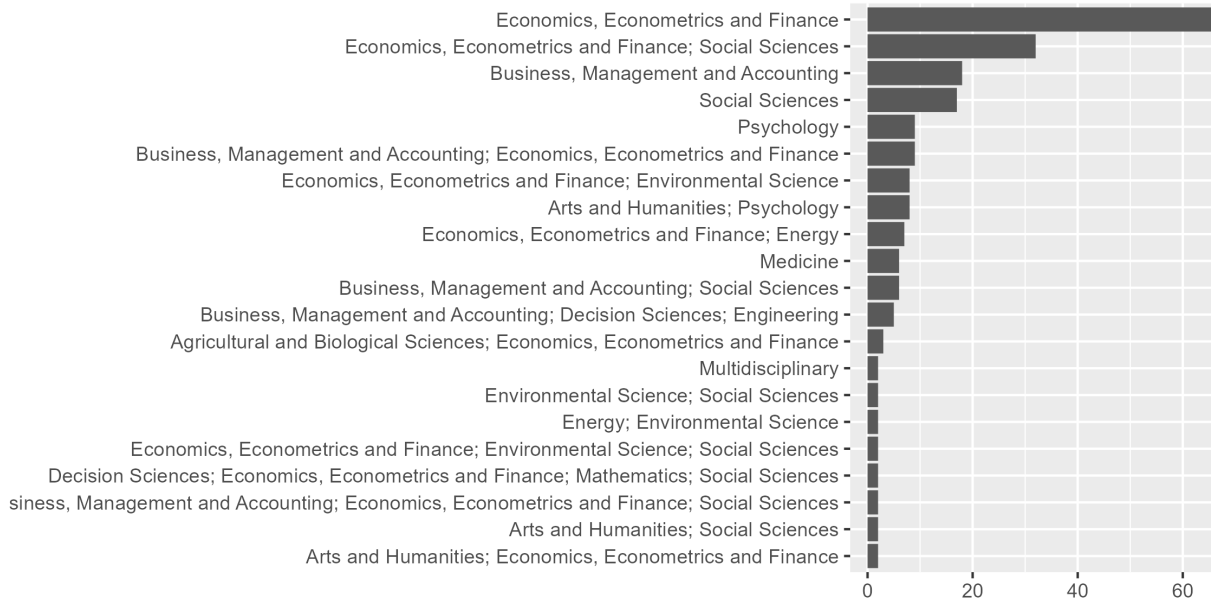 Economics, Econometrics and Finance
Economics, Econometrics and Finance; Social Sciences
Business, Management and Accounting
Social Sciences
Psychology
Business, Management and Accounting; Economics, Econometrics and Finance
Economics, Econometrics and Finance; Environmental Science
Arts and Humanities; Psychology
Economics, Econometrics and Finance; Energy
Medicine
Business, Management and Accounting; Social Sciences
Business, Management and Accounting; Decision Sciences; Engineering
Agricultural and Biological Sciences; Economics, Econometrics and Finance
Multidisciplinary
Environmental Science; Social Sciences
Energy; Environmental Science
Economics, Econometrics and Finance; Environmental Science; Social Sciences
Decision Sciences; Economics, Econometrics and Finance; Mathematics; Social Sciences
siness, Management and Accounting; Economics, Econometrics and Finance; Social Sciences
Arts and Humanities; Social Sciences
Arts and Humanities; Economics, Econometrics and Finance
0 20 40 60